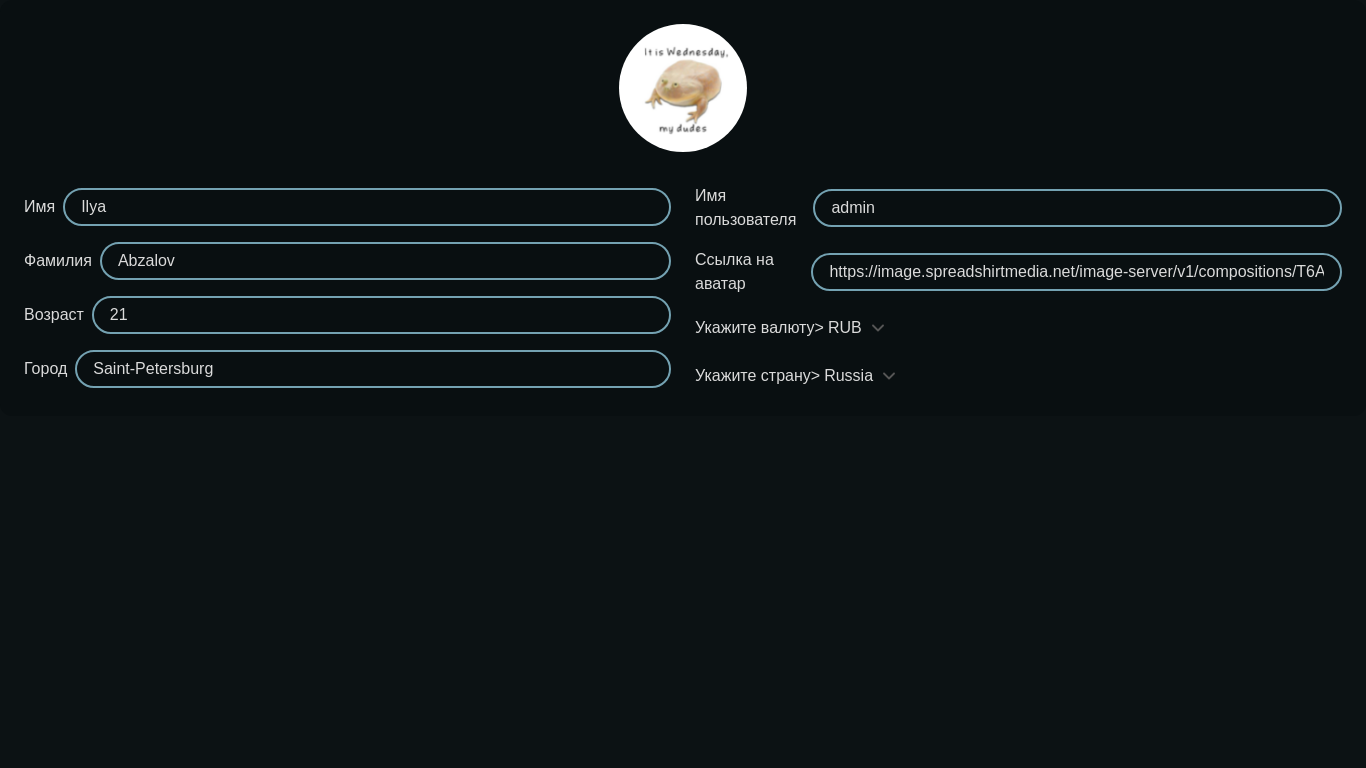 It is Wednesday,
my dudes
Имя Ilya
Фамилия Abzalov
Возраст 21
Город Saint-Petersburg
Имя
пользователя admin
Ссылка на
аватар https://image.spreadshirtmedia.net/image-server/v1/compositions/T6A
Укажите валюту> RUB
Укажите страну> Russia